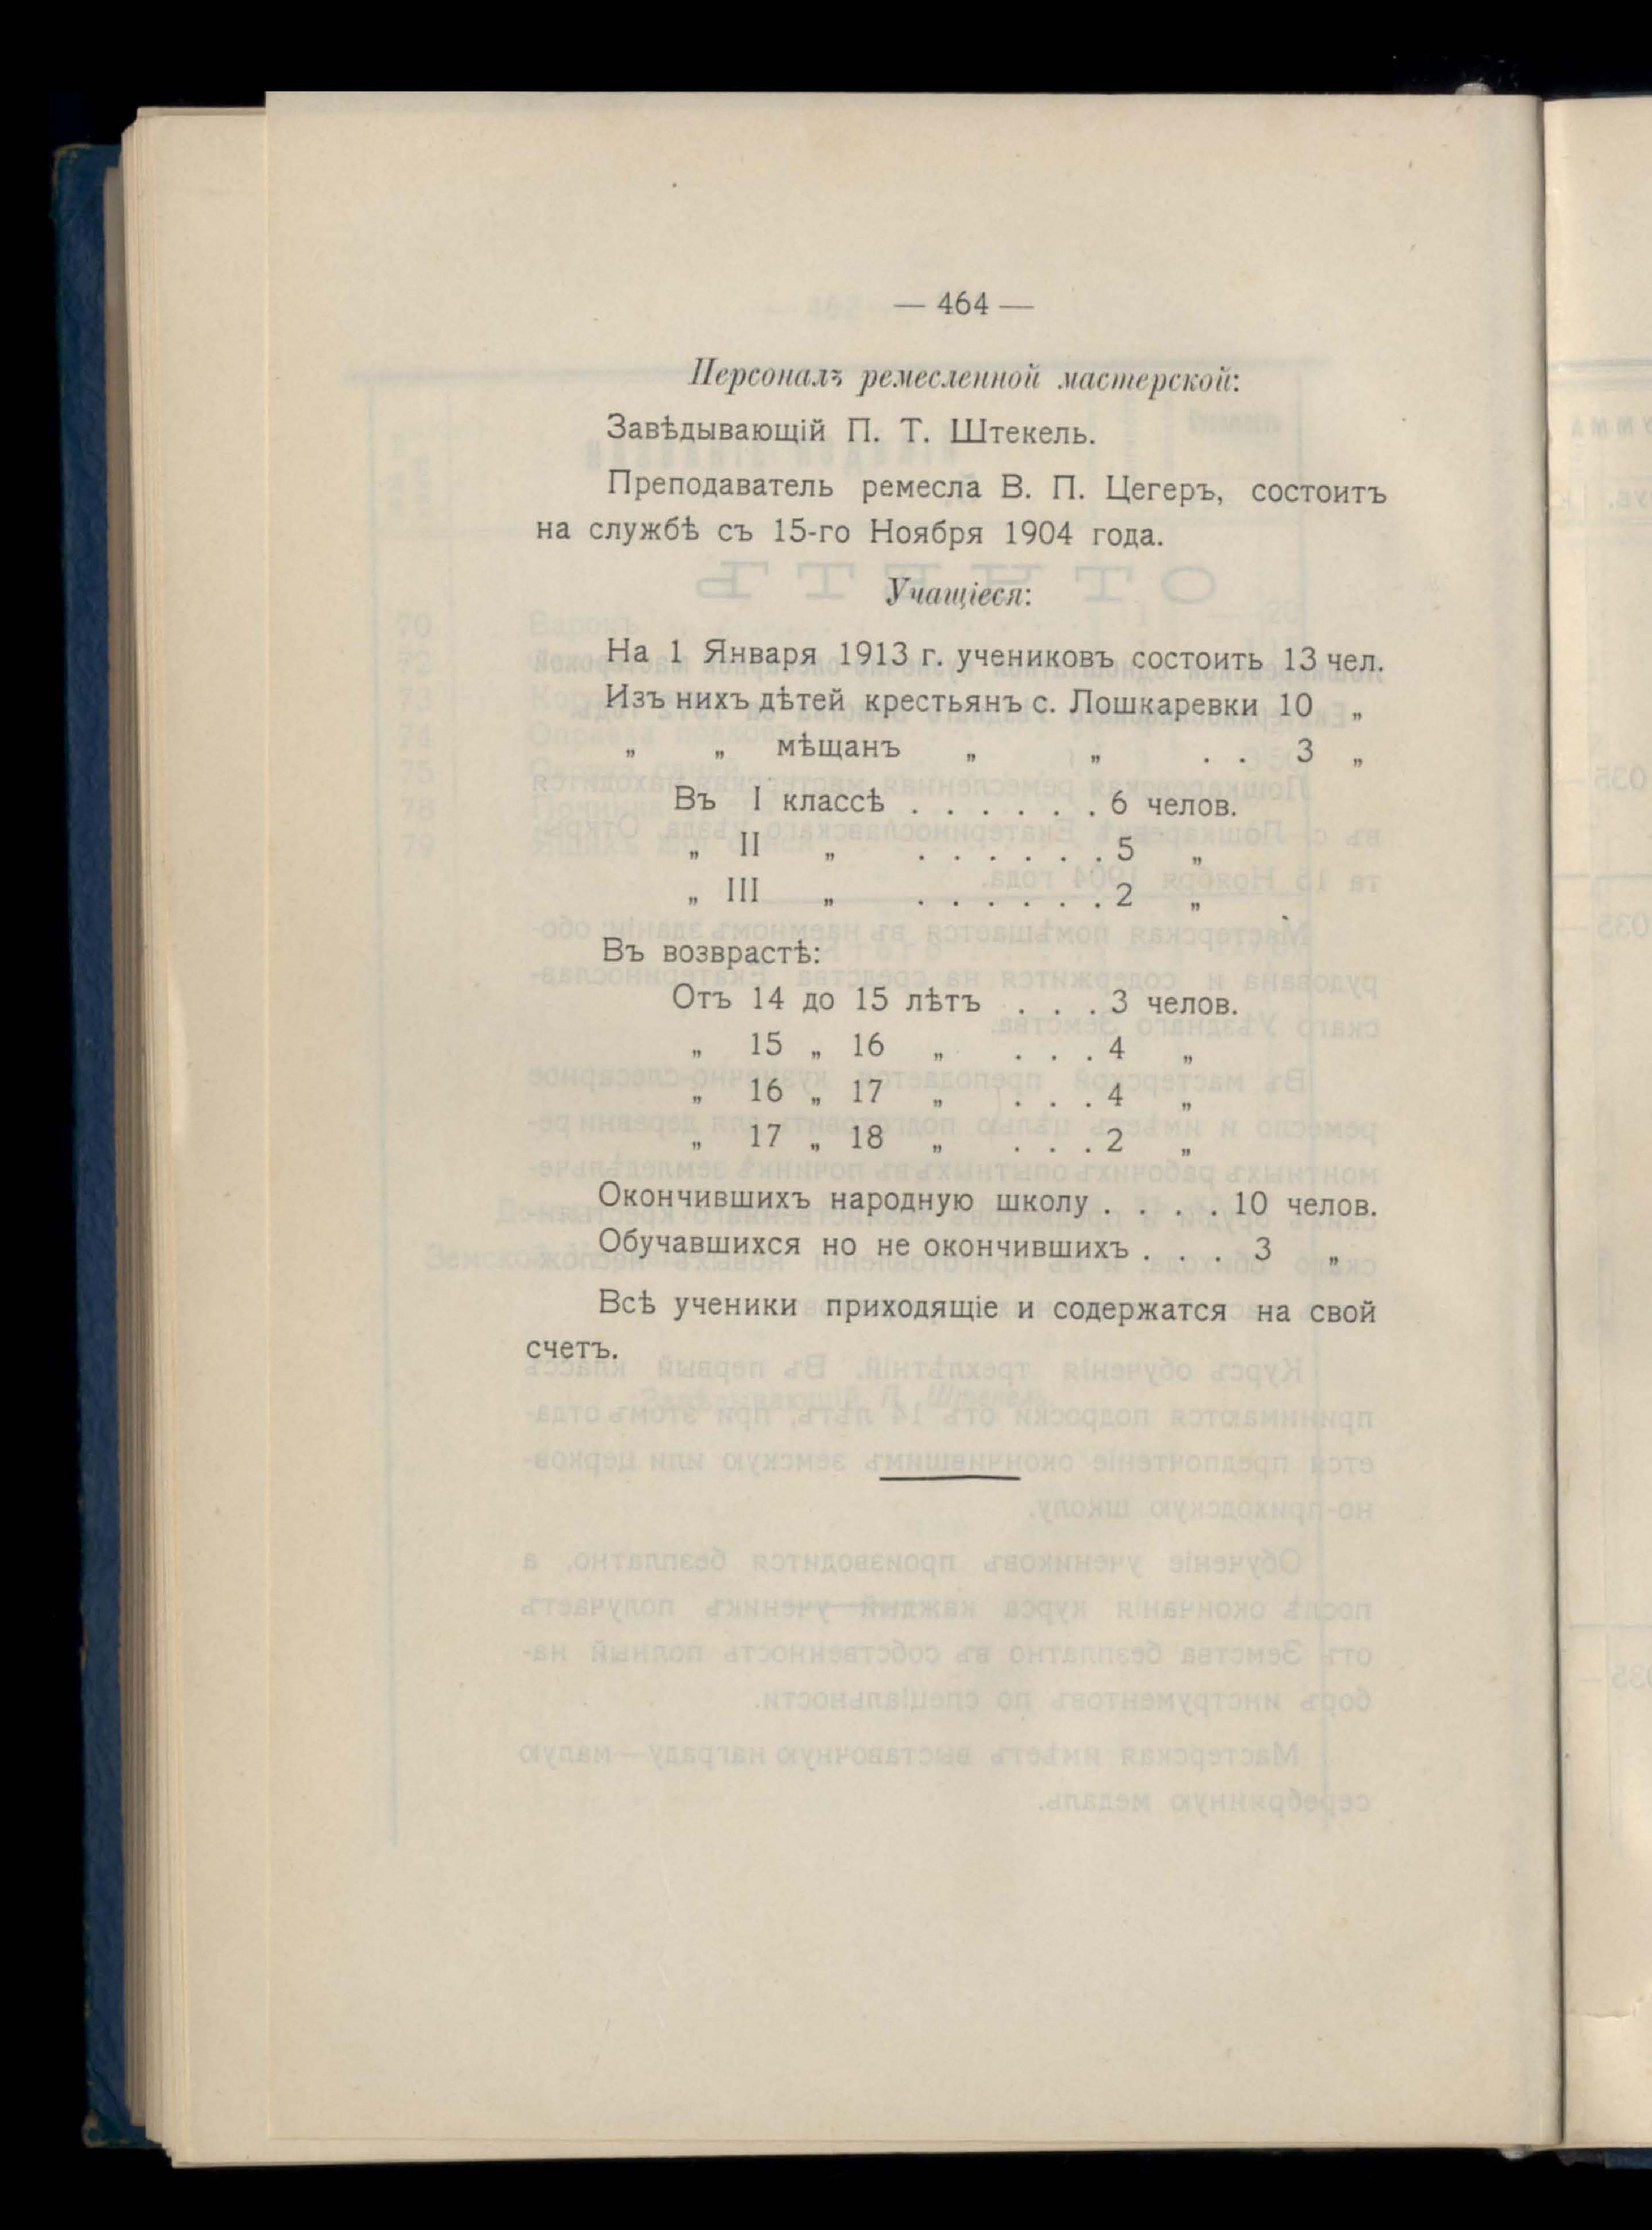 — 464 —
Персоналъ ремесленной мастерской:
Завѣдывающій П. Т. Штекель.
Преподаватель ремесла В. П. Цегеръ, состоитъ
на службѣ съ 15-го Ноября 1904 года.
Учащіеся:
На 1 Января 1913 г. учениковъ состоить 13 чел.
Изъ нихъ дѣтей крестьянъ с. Лошкаревки 10 „
„ „ мѣщанъ „ „ . . 3 „
Въ I классѣ . . . . . . 6 челов.
„ II „ . . . . . . 5 „
„ III „ . . . . . . 2 „
Въ возврастѣ:
Отъ 14 до 15 лѣтъ . . . 3 челов.
„ 15 „ 16 „ . . . 4 „
„ 16 „ 17 „ . . . 4 „
„ 17 „ 18 „ . . . 2 „
Окончившихъ народную школу . . . . 10 челов.
Обучавшихся но не окончившихъ . . . 3 „
Всѣ ученики приходящіе и содержатся на свой
счетъ.